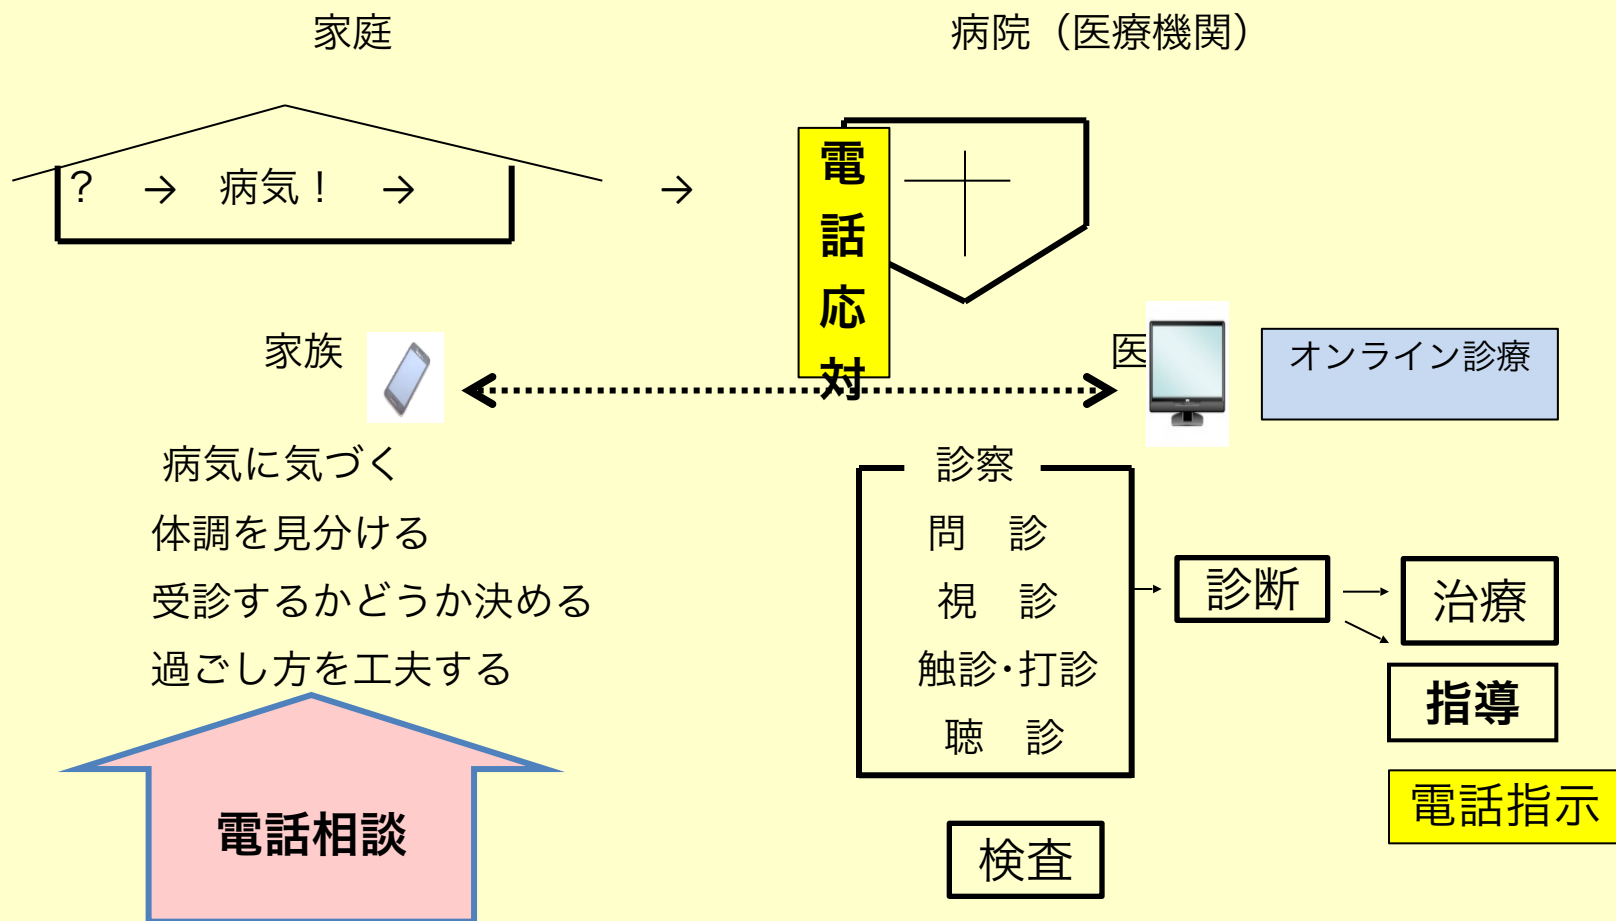 家庭
病院（医療機関）
？ → 病気！ → →
電話応対
家族
医
オンライン診療
病気に気づく
体調を見分ける
受診するかどうか決める
過ごし方を工夫する
電話相談
診察
問 診
視 診
触診･打診
聴 診
検査
診断
治療
指導
電話指示